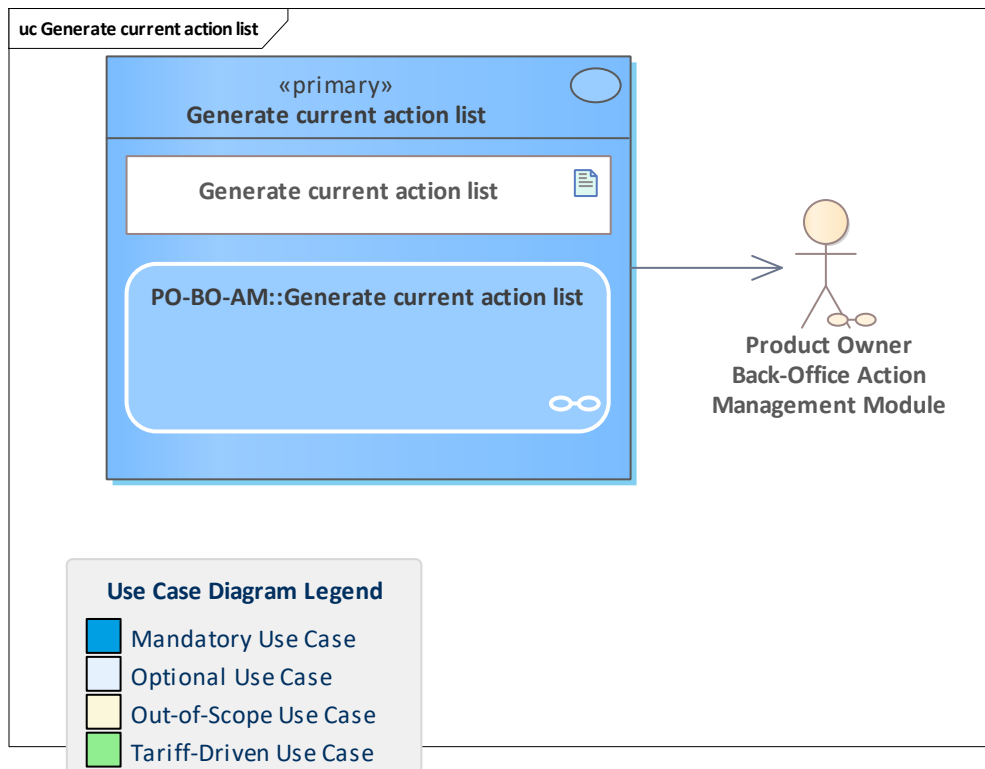 uc Generate current action list
«primary»
Generate current action list
Generate current action list
PO-BO-AM::Generate current action list
Product Owner
Back-Office Action
Management Module
Use Case Diagram Legend
Mandatory Use Case
Optional Use Case
Out-of-Scope Use Case
Tariff-Driven Use Case